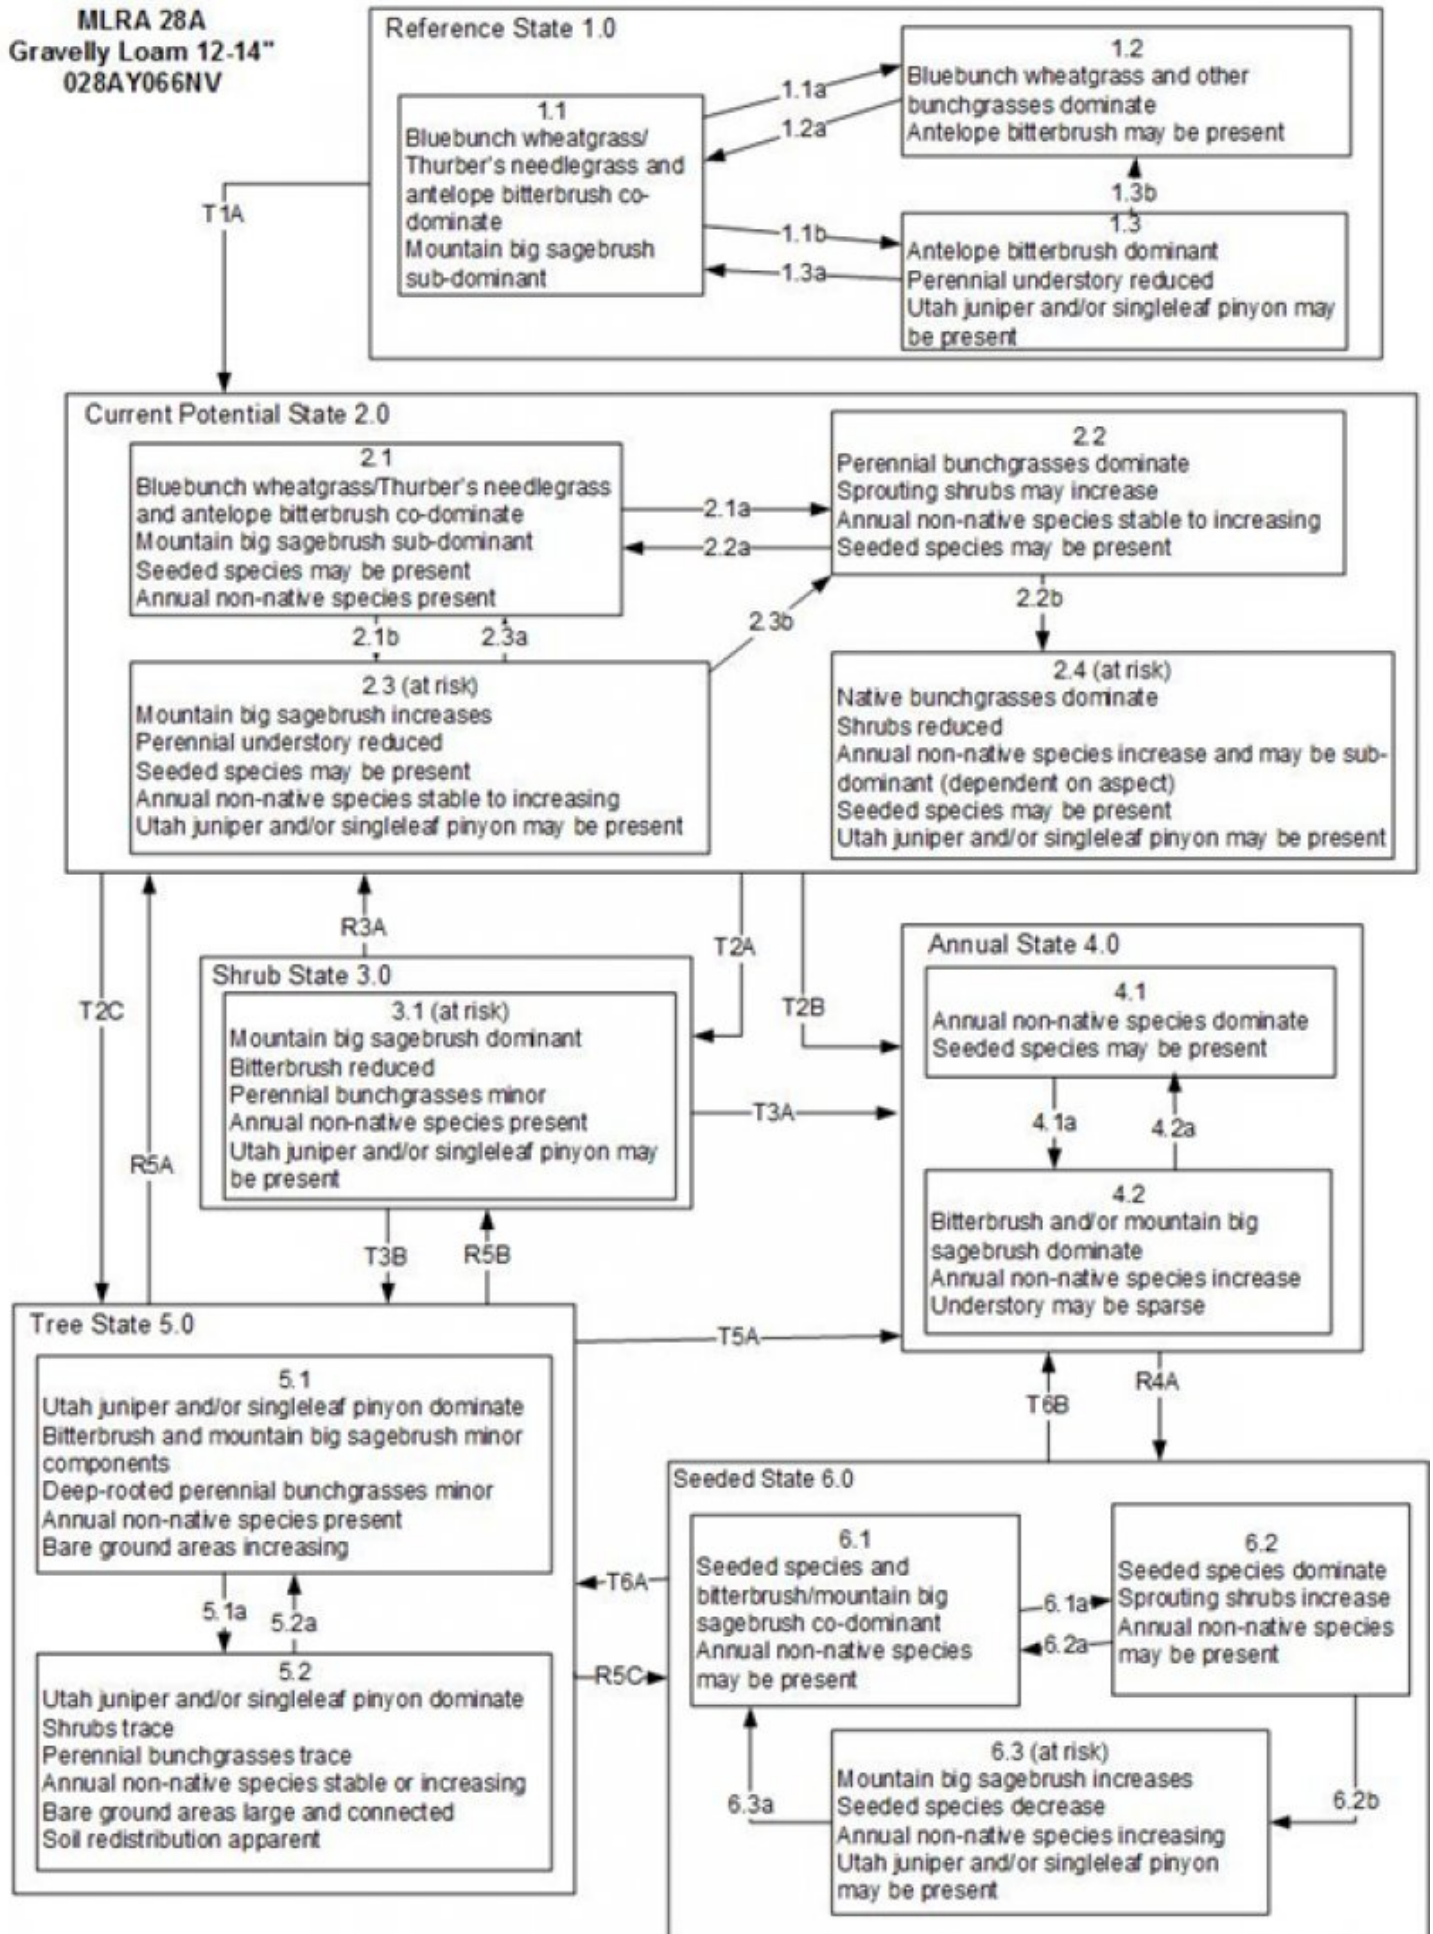 MLRA 28A
Gravelly Loam 12-14"
028AY066NV
Reference State 1.0
1.1
Bluebunch wheatgrass/
Thurber's needlegrass and
antelope bitterbrush co-
dominate
Mountain big sagebrush
sub-dominant
1.1a
1.2a
1.2
Bluebunch wheatgrass and other
bunchgrasses dominate
Antelope bitterbrush may be present
1.3b
1.1b
1.3a
1.3
Antelope bitterbrush dominant
Perennial understory reduced
Utah juniper and/or singleleaf pinyon may
be present
T1A
Current Potential State 2.0
2.1
Bluebunch wheatgrass/Thurber's needlegrass
and antelope bitterbrush co-dominate
Mountain big sagebrush sub-dominant
Seeded species may be present
Annual non-native species present
2.1a
2.2a
2.2
Perennial bunchgrasses dominate
Sprouting shrubs may increase
Annual non-native species stable to increasing
Seeded species may be present
2.1b
2.3a
2.3b
2.2b
2.3 (at risk)
Mountain big sagebrush increases
Perennial understory reduced
Seeded species may be present
Annual non-native species stable to increasing
Utah juniper and/or singleleaf pinyon may be present
2.4 (at risk)
Native bunchgrasses dominate
Shrubs reduced
Annual non-native species increase and may be sub-
dominant (dependent on aspect)
Seeded species may be present
Utah juniper and/or singleleaf pinyon may be present
T2C
R5A
R3A
T2A
T2B
Shrub State 3.0
3.1 (at risk)
Mountain big sagebrush dominant
Bitterbrush reduced
Perennial bunchgrasses minor
Annual non-native species present
Utah juniper and/or singleleaf pinyon may
be present
T3A
T3B
R5B
Annual State 4.0
4.1
Annual non-native species dominate
Seeded species may be present
4.1a
4.2a
4.2
Bitterbrush and/or mountain big
sagebrush dominate
Annual non-native species increase
Understory may be sparse
T5A
T6B
R4A
Tree State 5.0
5.1
Utah juniper and/or singleleaf pinyon dominate
Bitterbrush and mountain big sagebrush minor
components
Deep-rooted perennial bunchgrasses minor
Annual non-native species present
Bare ground areas increasing
5.1a
5.2a
5.2
Utah juniper and/or singleleaf pinyon dominate
Shrubs trace
Perennial bunchgrasses trace
Annual non-native species stable or increasing
Bare ground areas large and connected
Soil redistribution apparent
T6A
R5C
Seeded State 6.0
6.1
Seeded species and
bitterbrush/mountain big
sagebrush co-dominant
Annual non-native species
may be present
6.1a
6.2a
6.2
Seeded species dominate
Sprouting shrubs increase
Annual non-native species
may be present
6.3a
6.2b
6.3 (at risk)
Mountain big sagebrush increases
Seeded species decrease
Annual non-native species increasing
Utah juniper and/or singleleaf pinyon
may be present